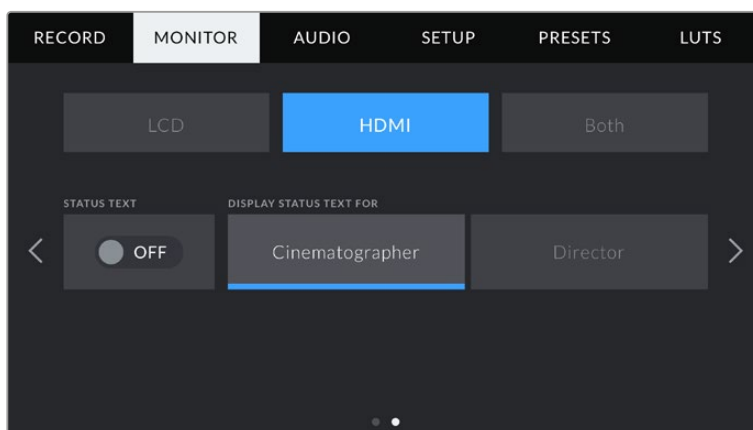 RECORD MONITOR AUDIO SETUP PRESETS LUTS
LCD HDMI Both
STATUS TEXT DISPLAY STATUS TEXT FOR
OFF Cinematographer Director